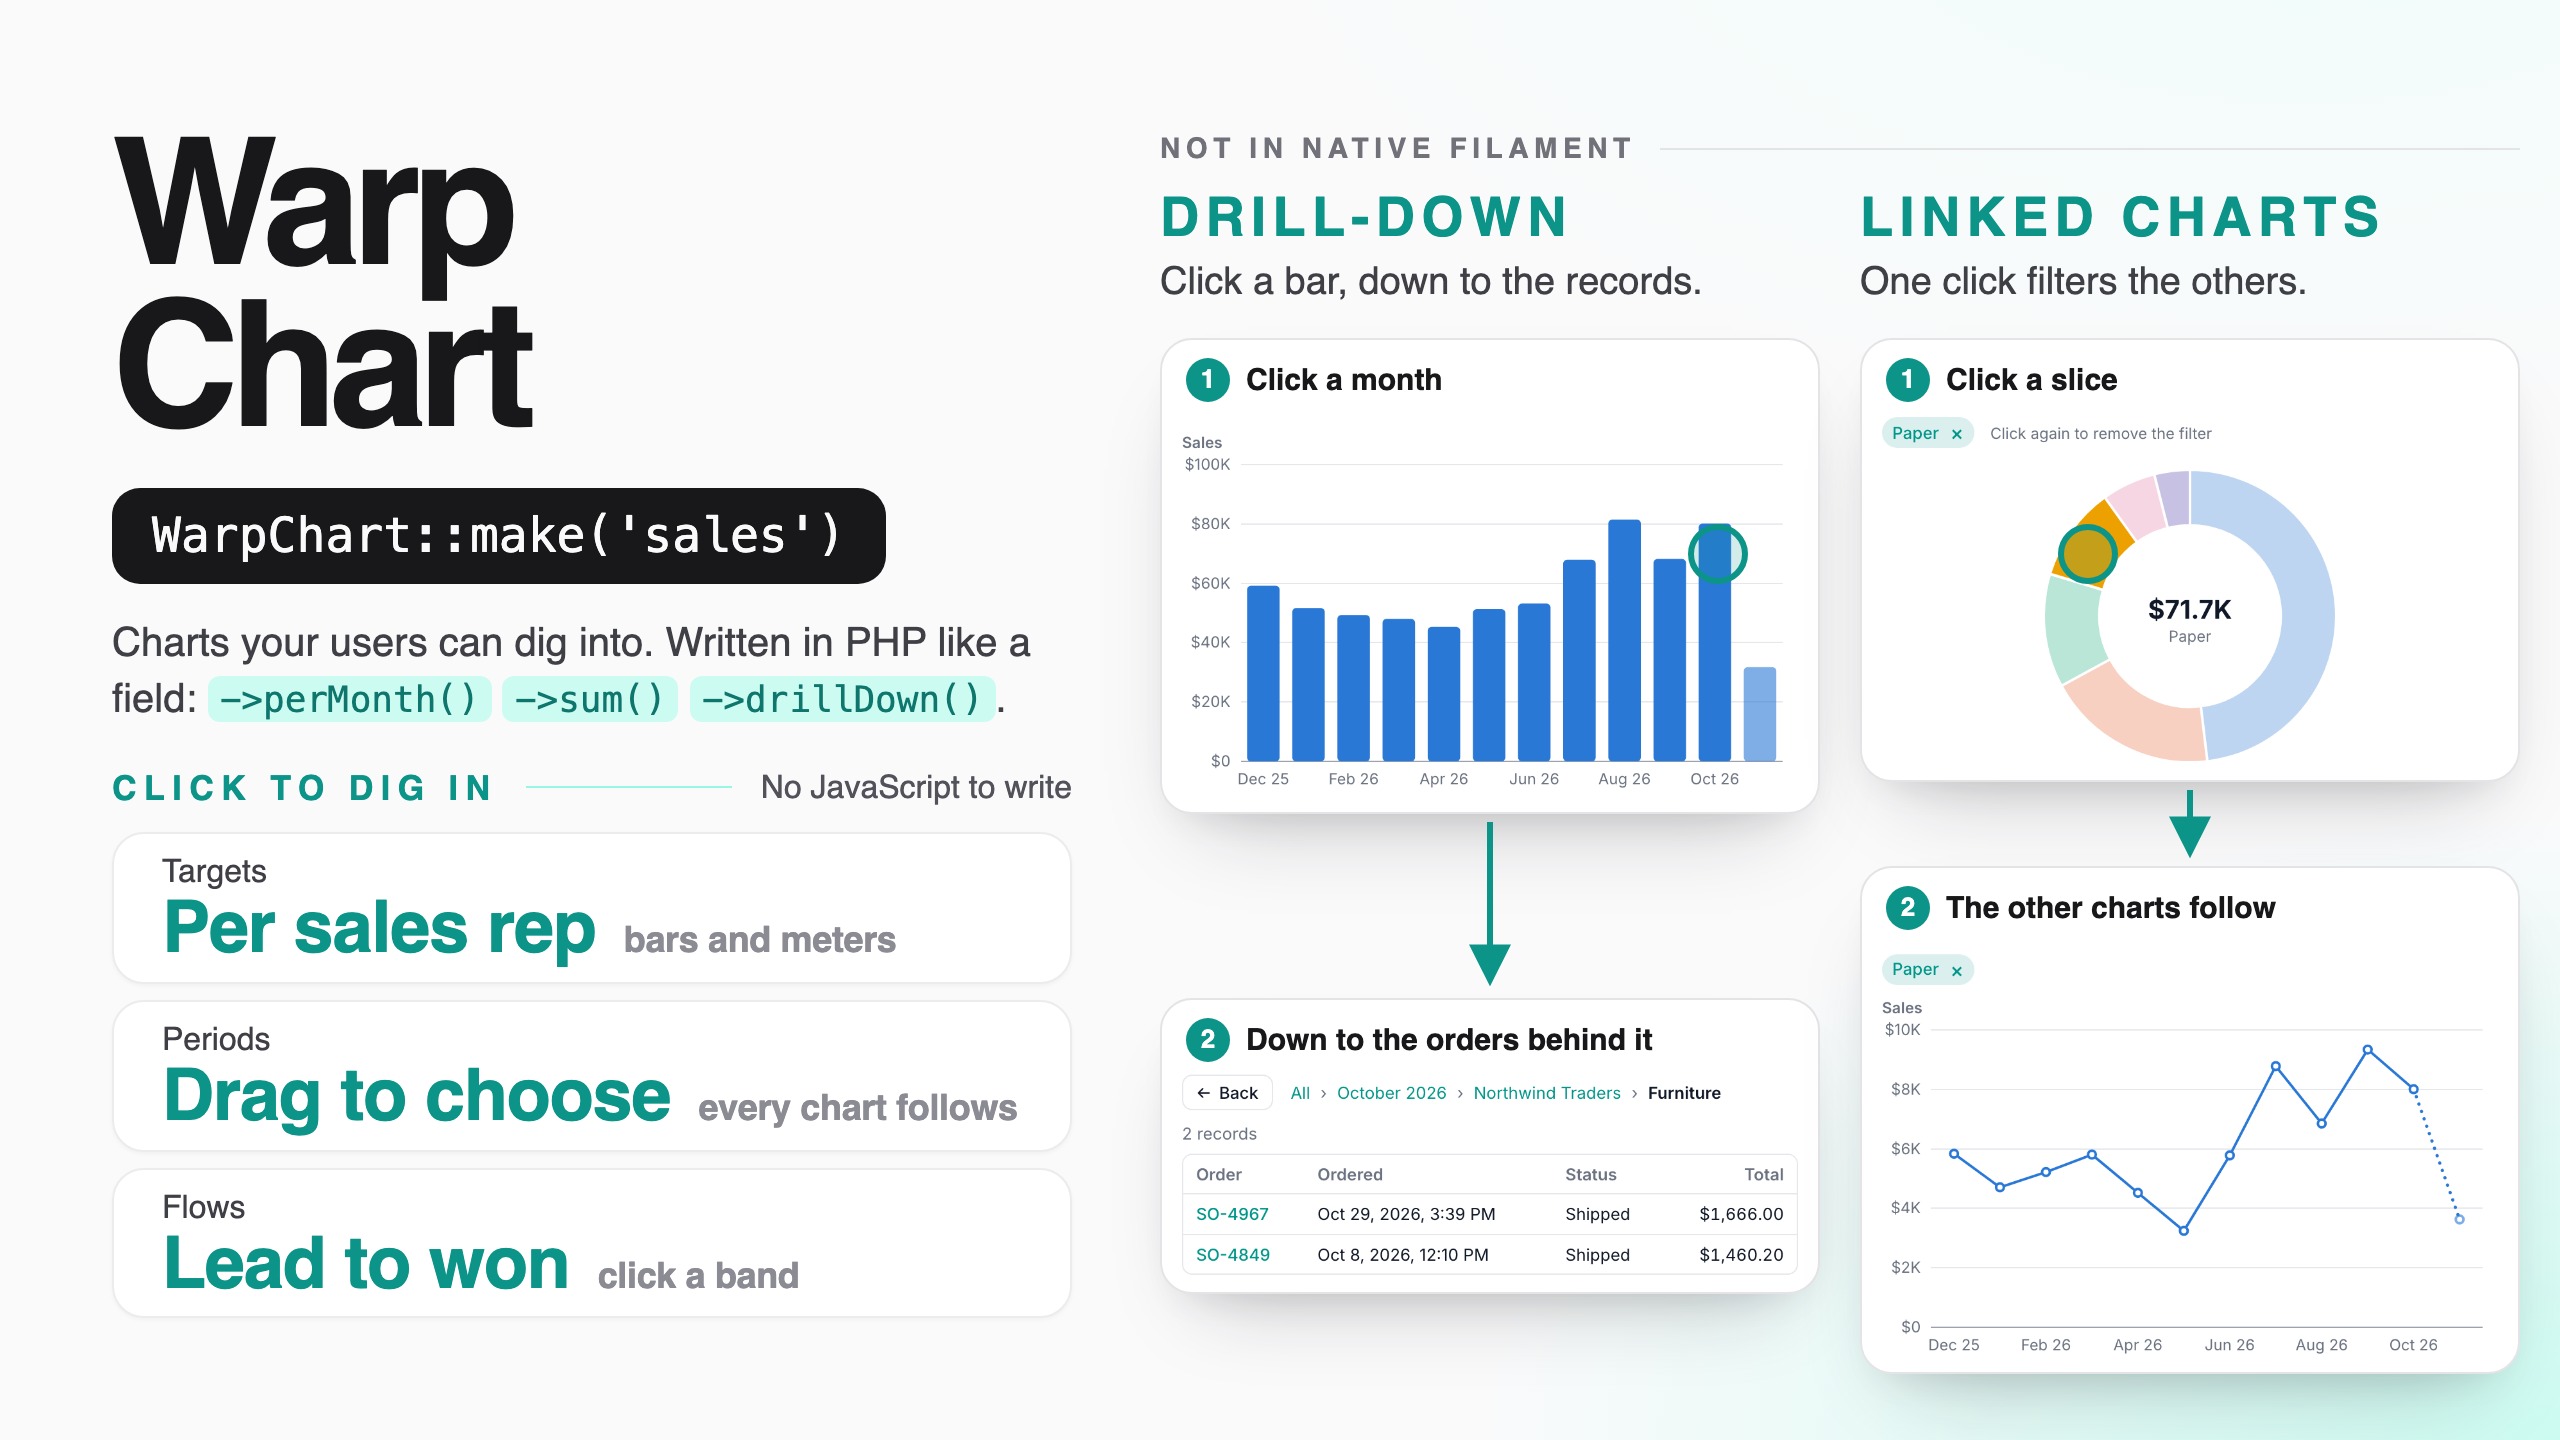 Warp
Chart
WarpChart::make('sales')
Charts your users can dig into. Written in PHP like a
field: ->perMonth() ->sum() ->drillDown().
CLICK TO DIG IN
No JavaScript to write
Targets
Per sales rep bars and meters
Periods
Drag to choose every chart follows
Flows
Lead to won click a band
NOT IN NATIVE FILAMENT
DRILL-DOWN
Click a bar, down to the records.
1 Click a month
Sales
$100K
$80K
$60K
$40K
$20K
$0
Dec 25 Feb 26 Apr 26 Jun 26 Aug 26 Oct 26
2 Down to the orders behind it
← Back All › October 2026 › Northwind Traders › Furniture
2 records
Order Ordered Status Total
SO-4967 Oct 29, 2026, 3:39 PM Shipped $1,666.00
SO-4849 Oct 8, 2026, 12:10 PM Shipped $1,460.20
LINKED CHARTS
One click filters the others.
1 Click a slice
Paper × Click again to remove the filter
$71.7K
Paper
2 The other charts follow
Paper ×
Sales
$10K
$8K
$6K
$4K
$2K
$0
Dec 25 Feb 26 Apr 26 Jun 26 Aug 26 Oct 26